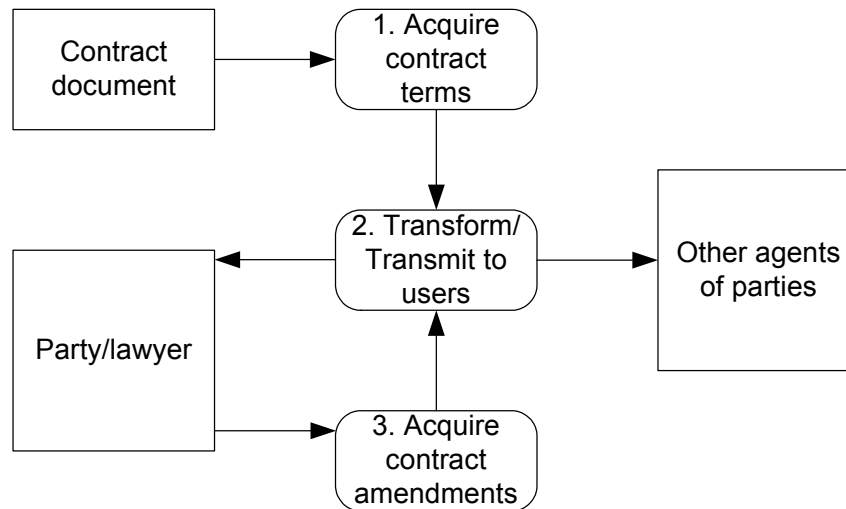 Contract
document
1. Acquire
contract
terms
2. Transform/
Transmit to
users
Other agents
of parties
Party/lawyer
3. Acquire
contract
amendments